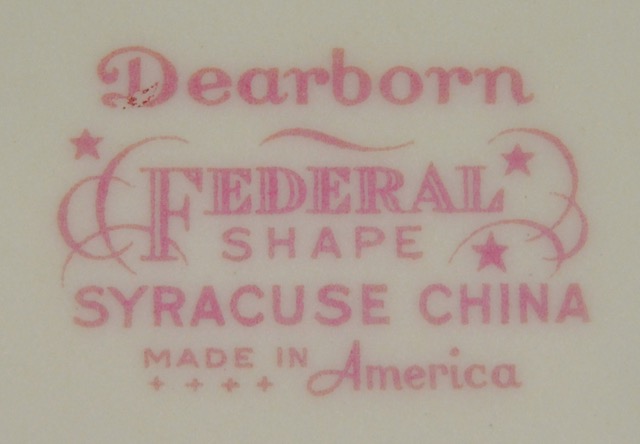 Dearborn
FEDERAL
SHAPE
SYRACUSE CHINA
MADE IN America
++++